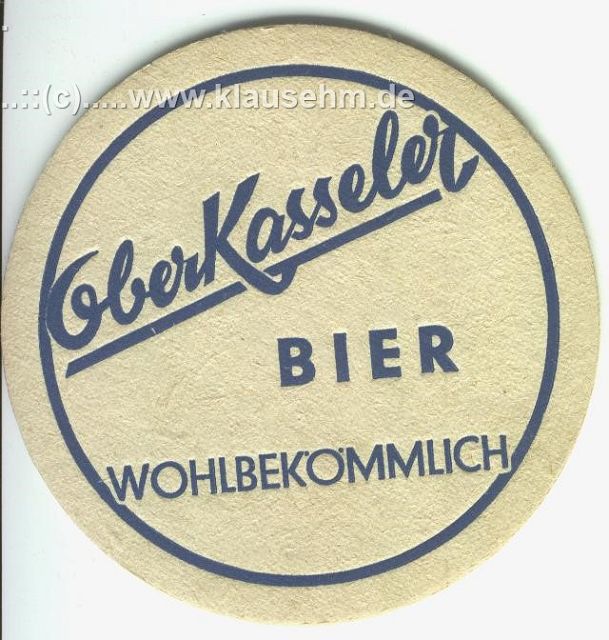 ..::(c).....www.klausehm.de
OberKasseler
BIER
WOHLBEKÖMMLICH